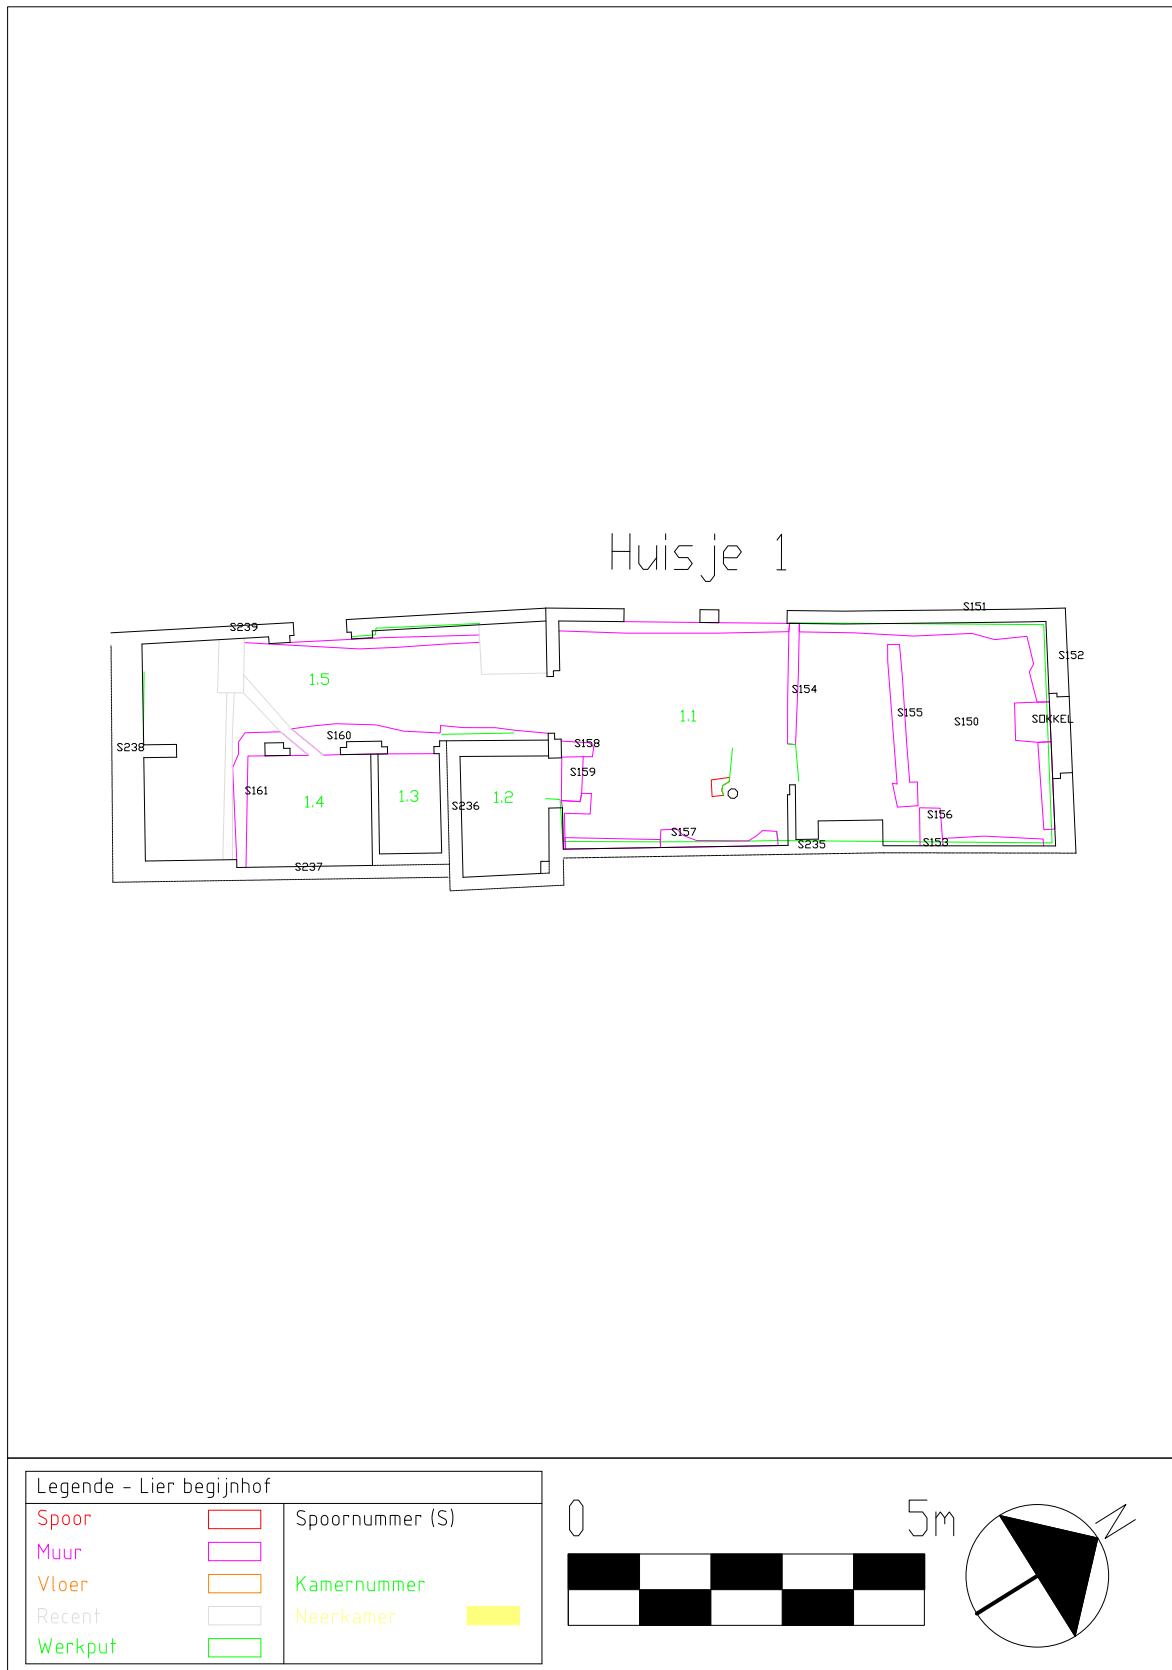 Huisje 1
S151
S239
S152
1.5
S154
S155
1.1
S150
SOKKEL
S160
S158
S238
S159
S161
1.4
1.3
S236
1.2
S156
S157
S153
S235
S237
Legende - Lier begijnhof
Spoor
Spoornummer (S)
Muur
Vloer
Kamernummer
Recent
Neerkamer
Werkput
0
5m
N